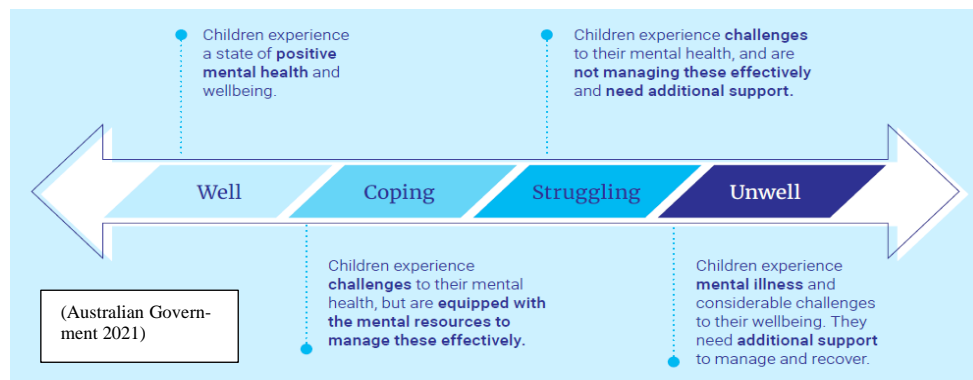 Children experience
a state of positive
mental health and
wellbeing.
Children experience challenges
to their mental health, and are
not managing these effectively
and need additional support.
Well
Coping
Struggling
Unwell
Children experience
challenges to their mental
health, but are equipped with
the mental resources to
manage these effectively.
Children experience
mental illness and
considerable challenges
to their wellbeing. They
need additional support
to manage and recover.
(Australian Govern-
ment 2021)